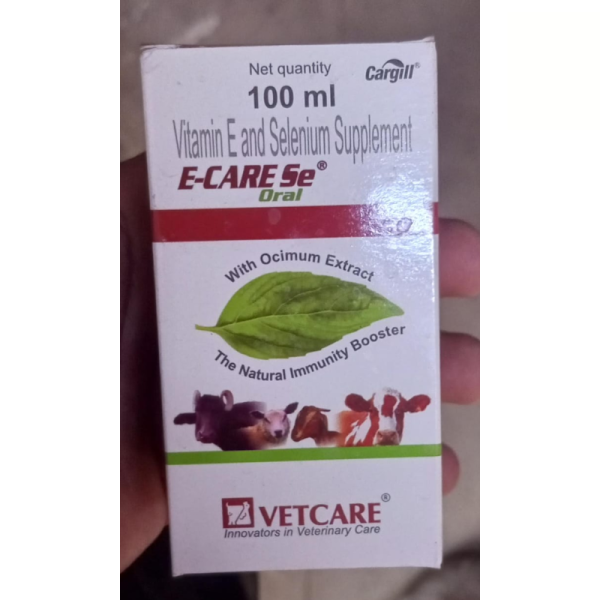 Net quantity
Cargill®
100 ml
Vitamin E and Selenium Supplement
E-CARE Se®
Oral
With Ocimum Extract
The Natural Immunity Booster
VETCARE®
Innovators in Veterinary Care